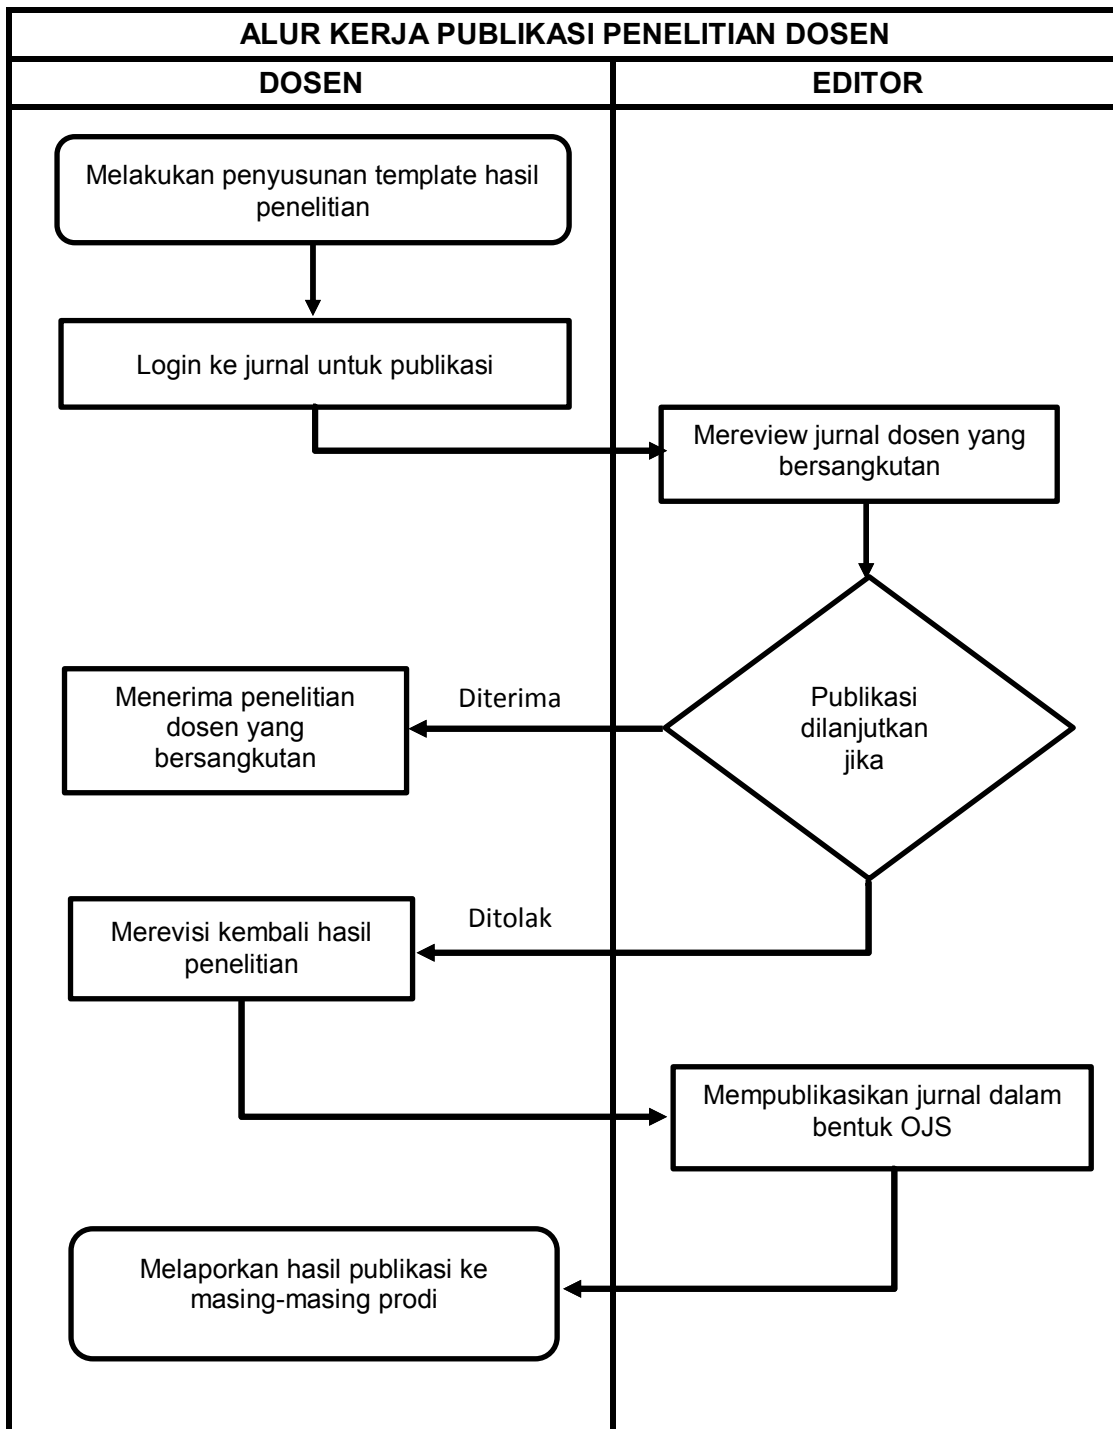 ALUR KERJA PUBLIKASI PENELITIAN DOSEN
DOSEN
EDITOR
Melakukan penyusunan template hasil
penelitian
Login ke jurnal untuk publikasi
Mereview jurnal dosen yang
bersangkutan
Publikasi
dilanjutkan
jika
Diterima
Menerima penelitian
dosen yang
bersangkutan
Ditolak
Merevisi kembali hasil
penelitian
Mempublikasikan jurnal dalam
bentuk OJS
Melaporkan hasil publikasi ke
masing-masing prodi